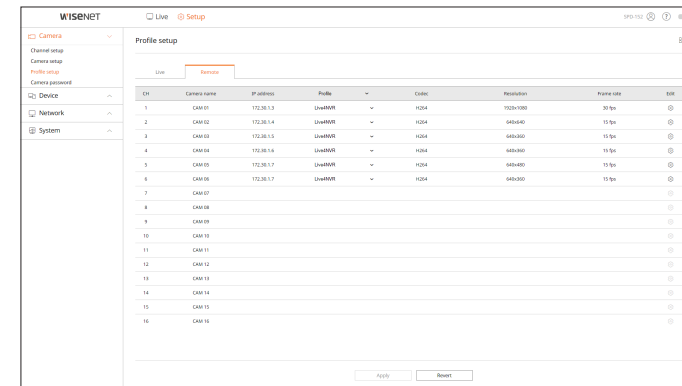 WISENET Live Setup SPD-152 ?
Camera
Channel setup
Camera setup
Profile setup
Camera password
Device
Network
System
Profile setup
Live Remote
CH Camera name IP address Profile Codec Resolution Frame rate Edit
1 CAM 01 172.30.1.3 Live4NVR H264 1920x1080 30 fps
2 CAM 02 172.30.1.4 Live4NVR H264 640x640 15 fps
3 CAM 03 172.30.1.5 Live4NVR H264 640x360 15 fps
4 CAM 04 172.30.1.6 Live4NVR H264 640x360 15 fps
5 CAM 05 172.30.1.7 Live4NVR H264 640x480 15 fps
6 CAM 06 172.30.1.7 Live4NVR H264 640x360 15 fps
7 CAM 07
8 CAM 08
9 CAM 09
10 CAM 10
11 CAM 11
12 CAM 12
13 CAM 13
14 CAM 14
15 CAM 15
16 CAM 16
Apply Revert